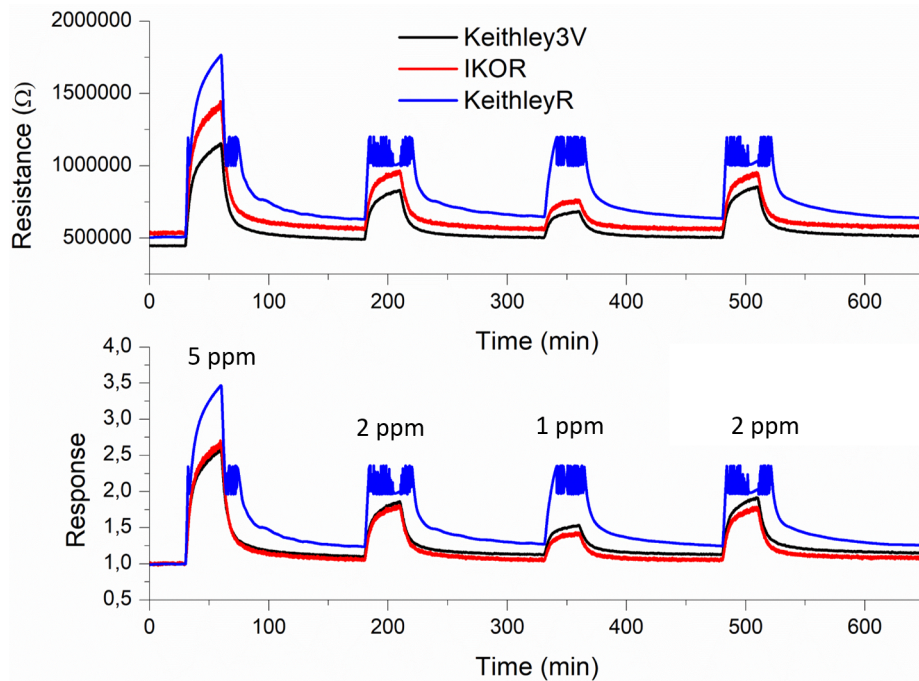 2000000
1500000
1000000
500000
Resistance (Ω)
Keithley3V
IKOR
KeithleyR
0 100 200 300 400 500 600
Time (min)
4,0
3,5
3,0
2,5
2,0
1,5
1,0
0,5
Response
5 ppm
2 ppm
1 ppm
2 ppm
0 100 200 300 400 500 600
Time (min)